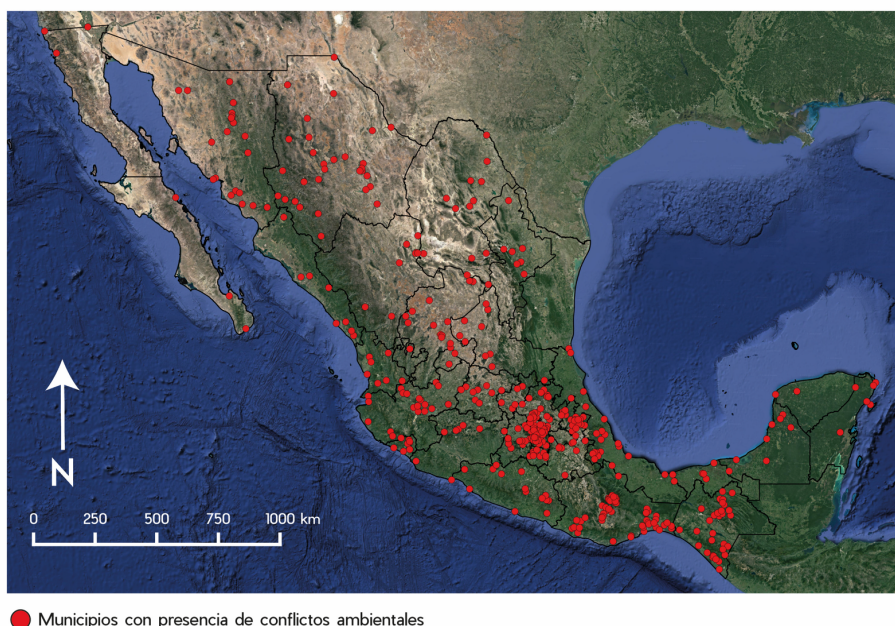 N
0 250 500 750 1000 km
Municipios con presencia de conflictos ambientales